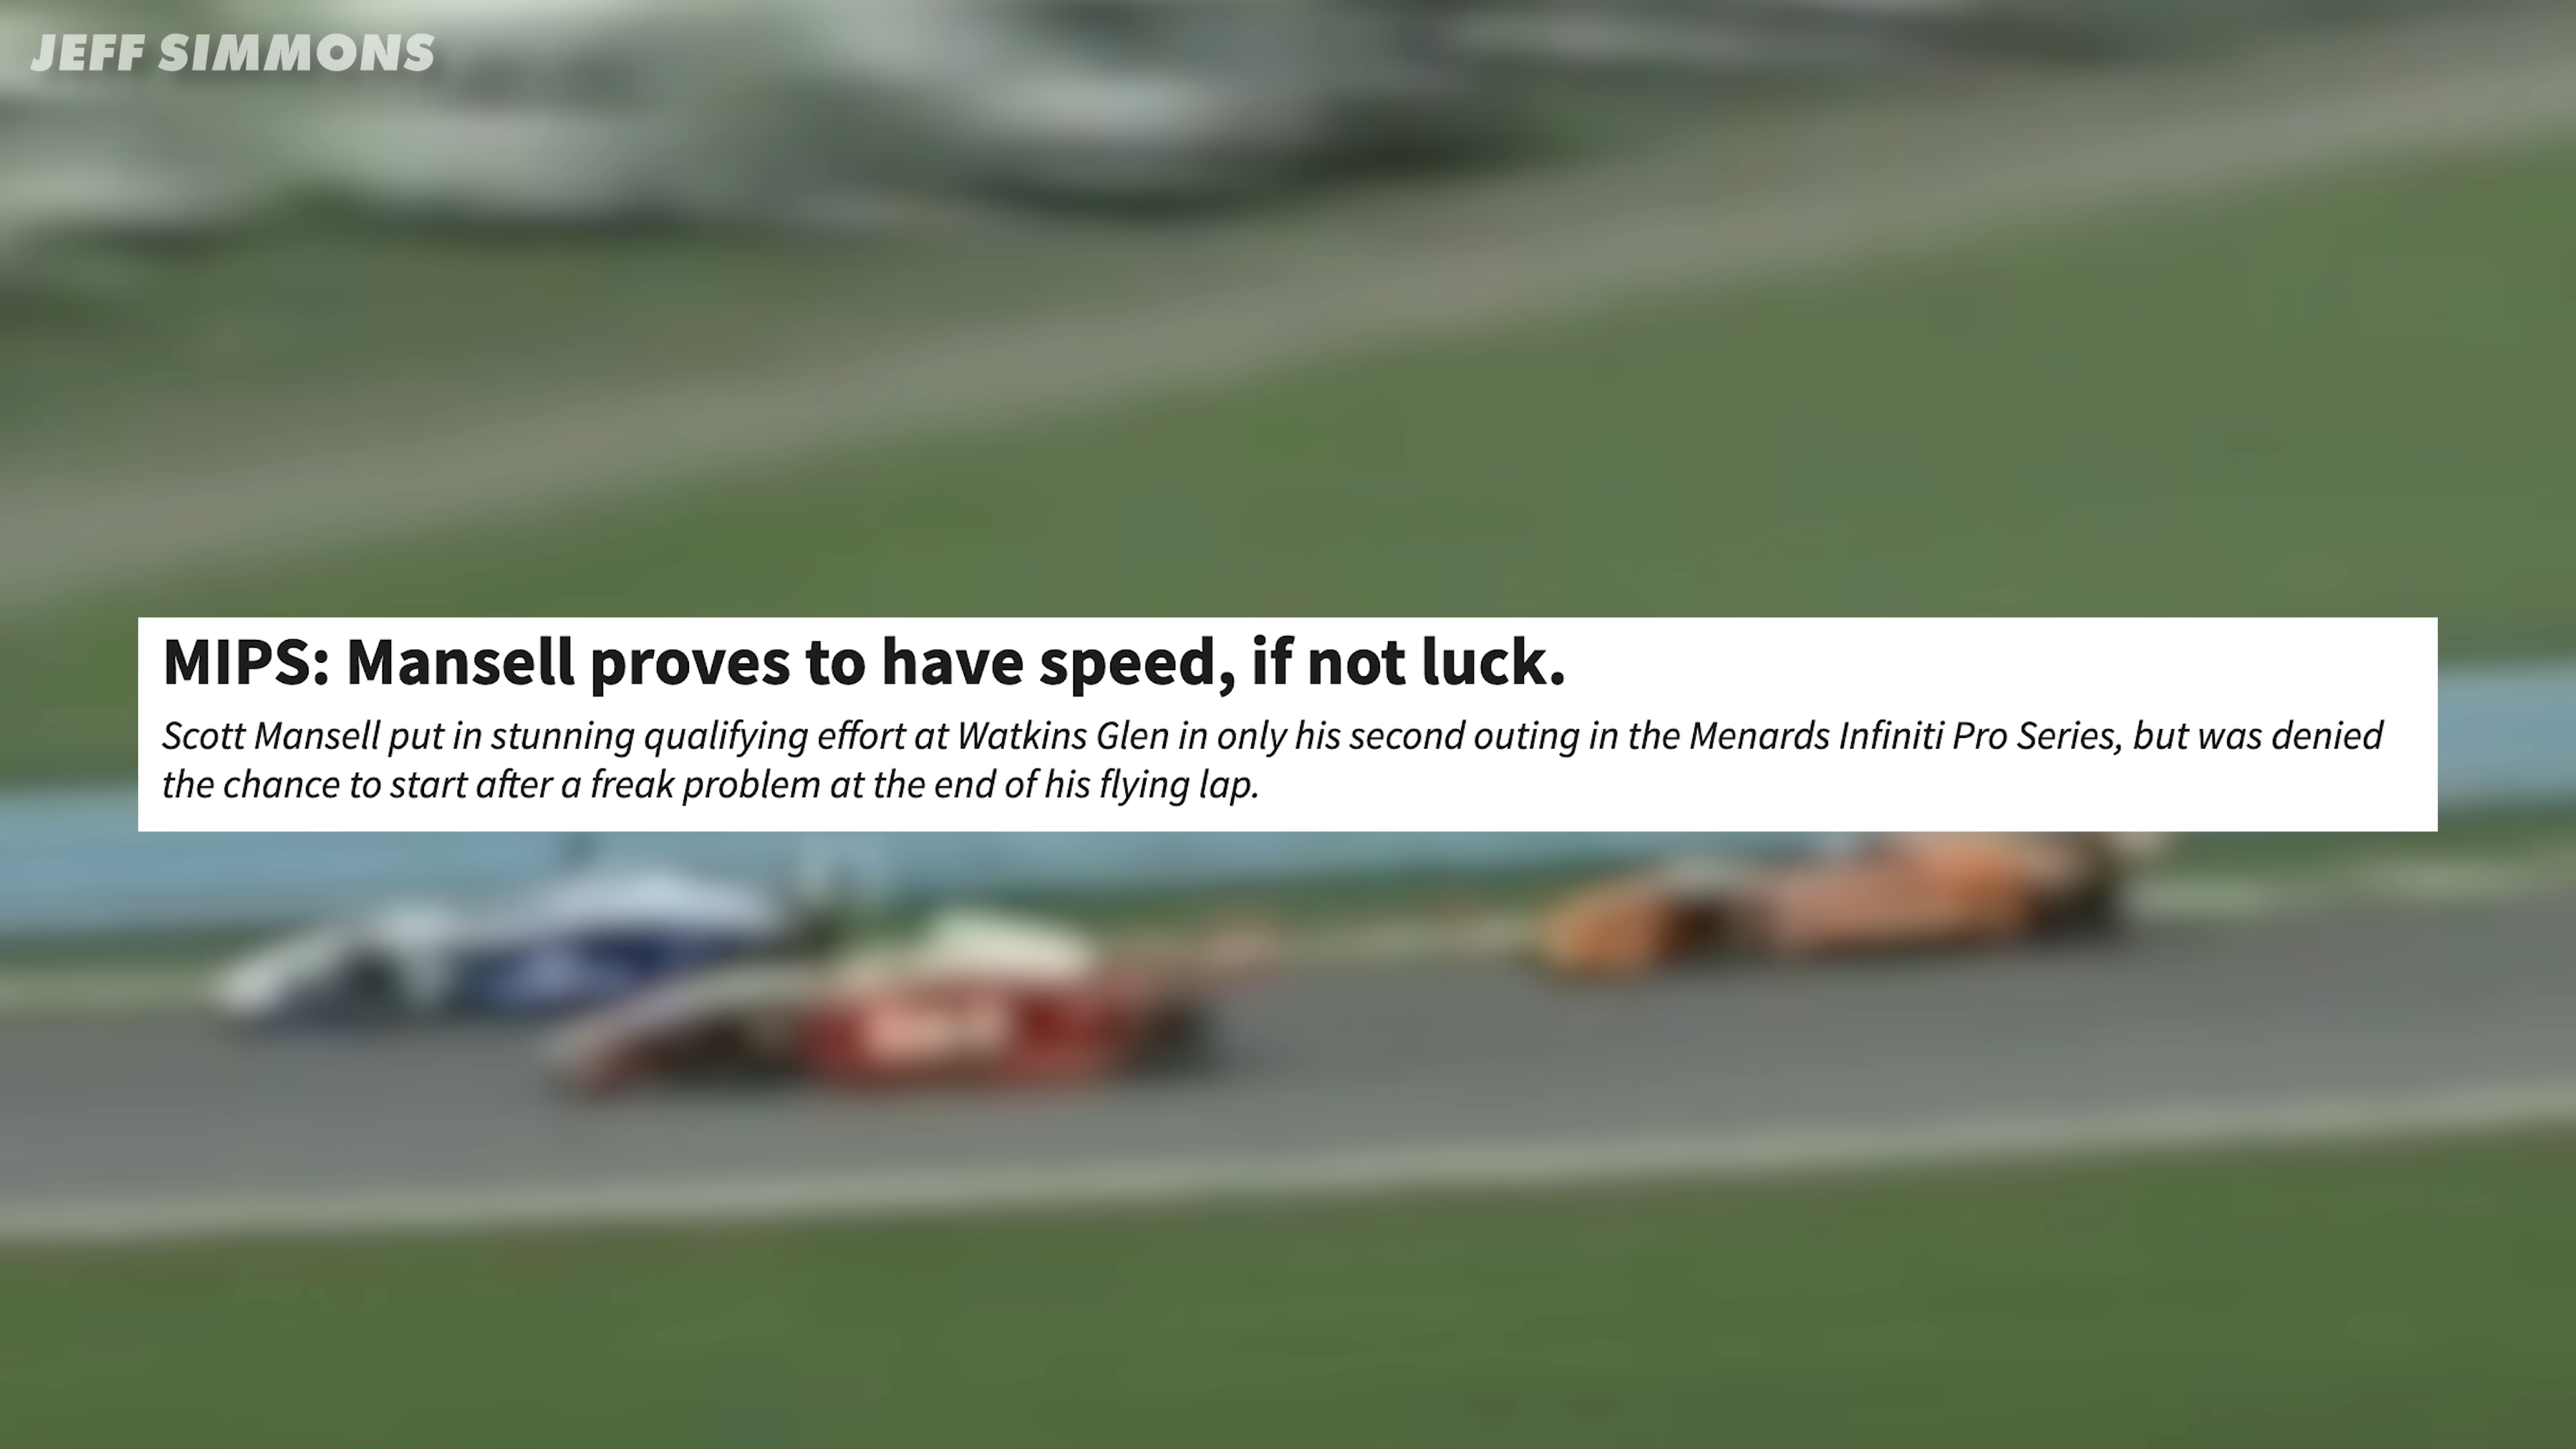 JEFF SIMMONS
MIPS: Mansell proves to have speed, if not luck.
Scott Mansell put in stunning qualifying effort at Watkins Glen in only his second outing in the Menards Infiniti Pro Series, but was denied
the chance to start after a freak problem at the end of his flying lap.